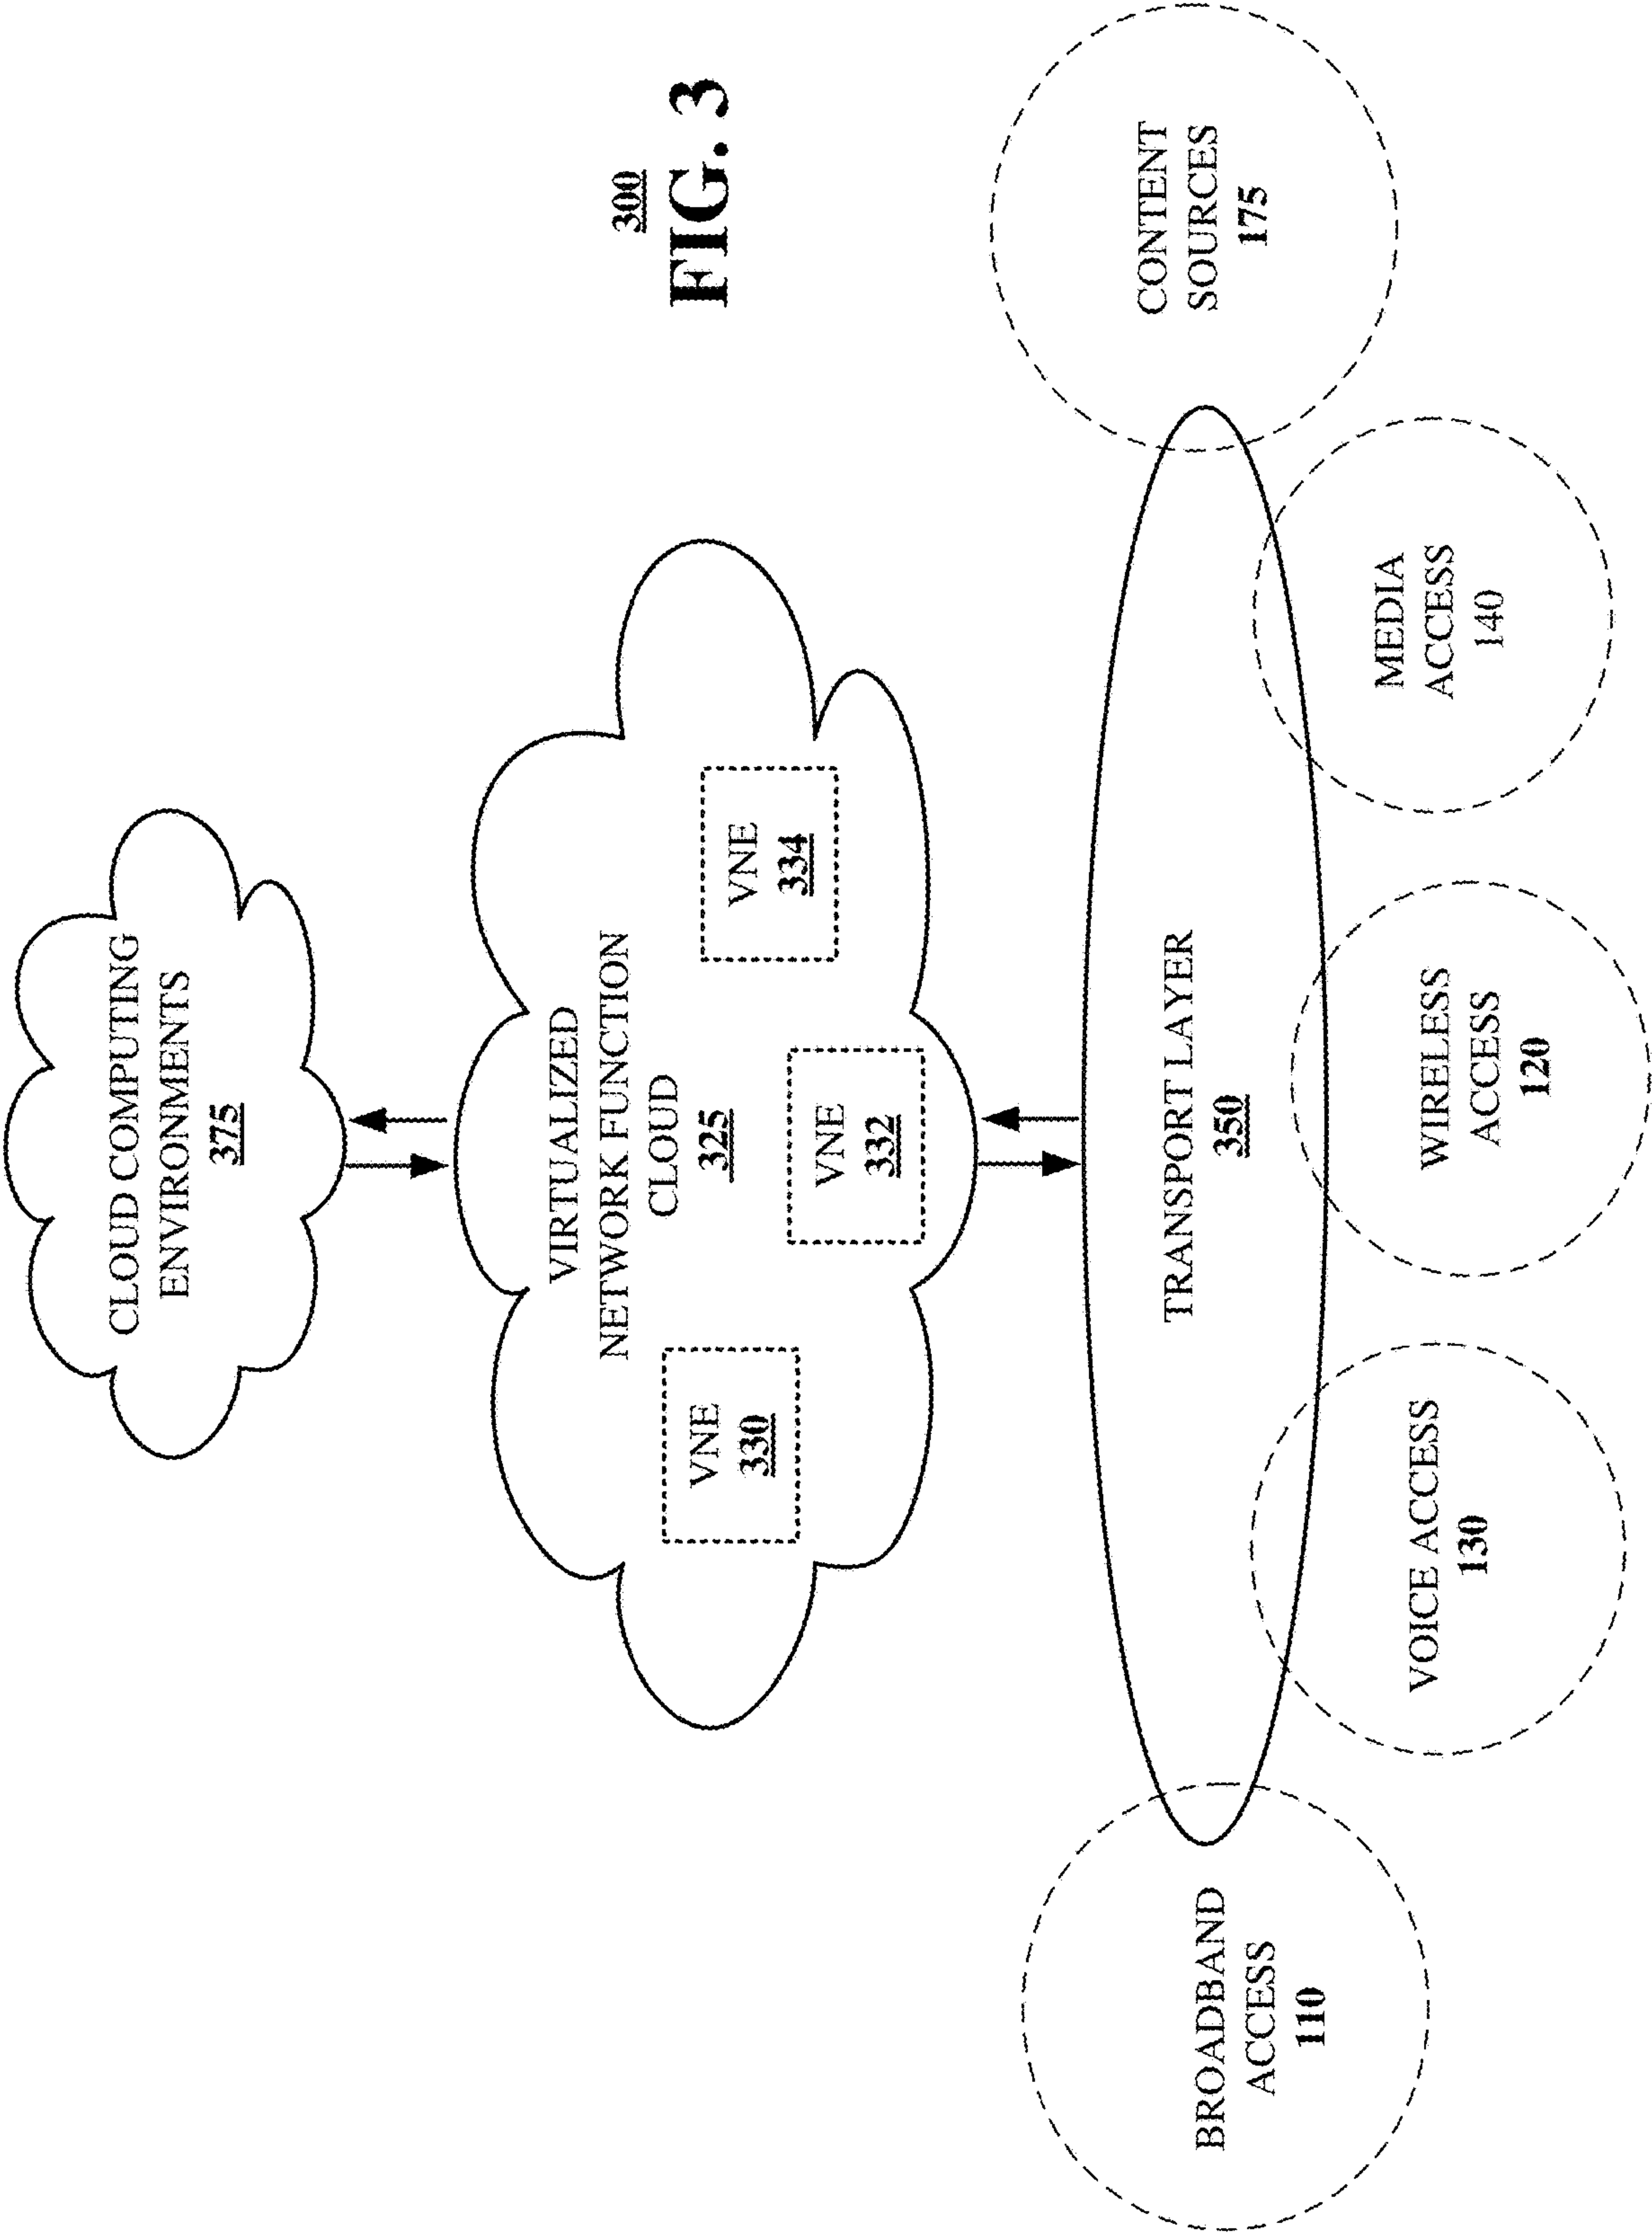 CLOUD COMPUTING
ENVIRONMENTS
375
VIRTUALIZED
NETWORK FUNCTION
CLOUD
325
VNE
330
VNE
332
VNE
334
300
FIG. 3
TRANSPORT LAYER
350
BROADBAND
ACCESS
110
VOICE ACCESS
130
WIRELESS
ACCESS
120
MEDIA
ACCESS
140
CONTENT
SOURCES
175